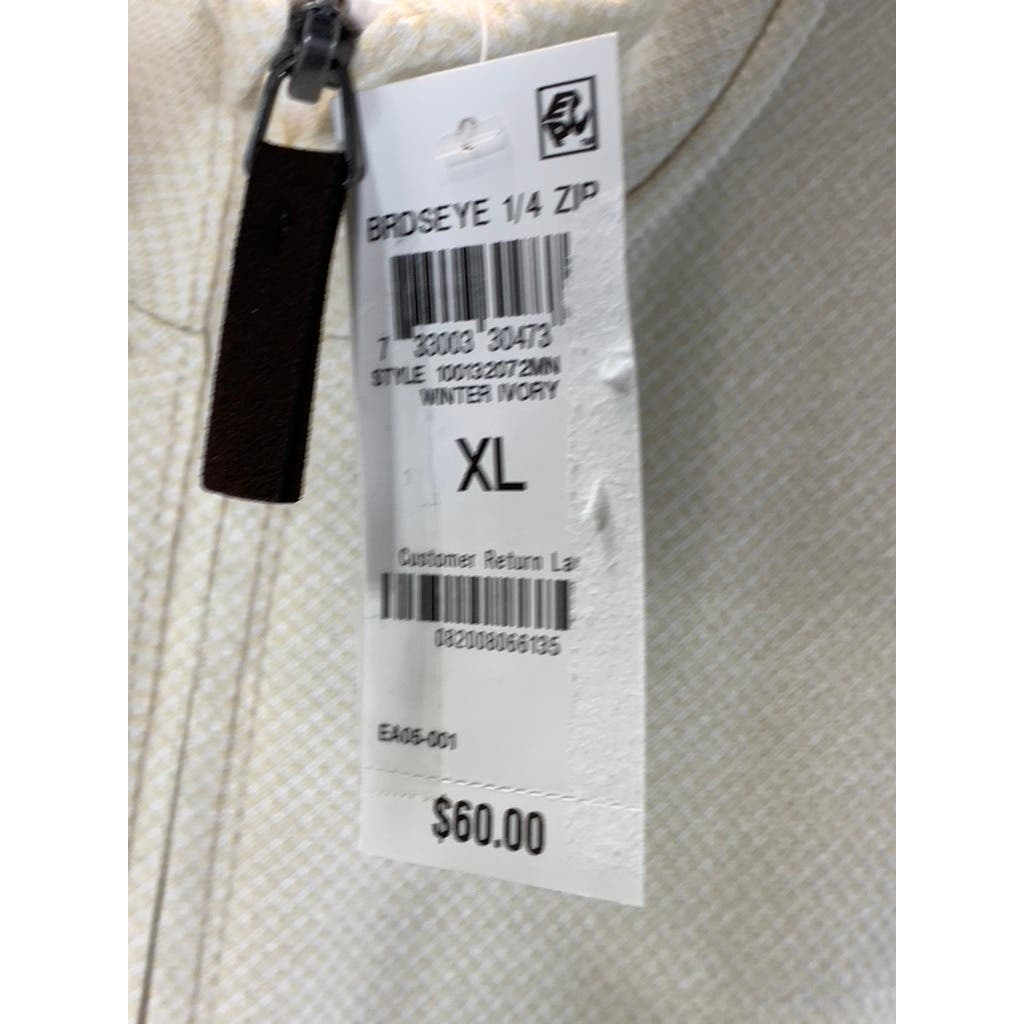 BRDSEYE 1/4 ZIP
7 33003 30473
STYLE 100132072MN
WINTER IVORY
XL
Customer Return
082008066135
EA06-001
$60.00